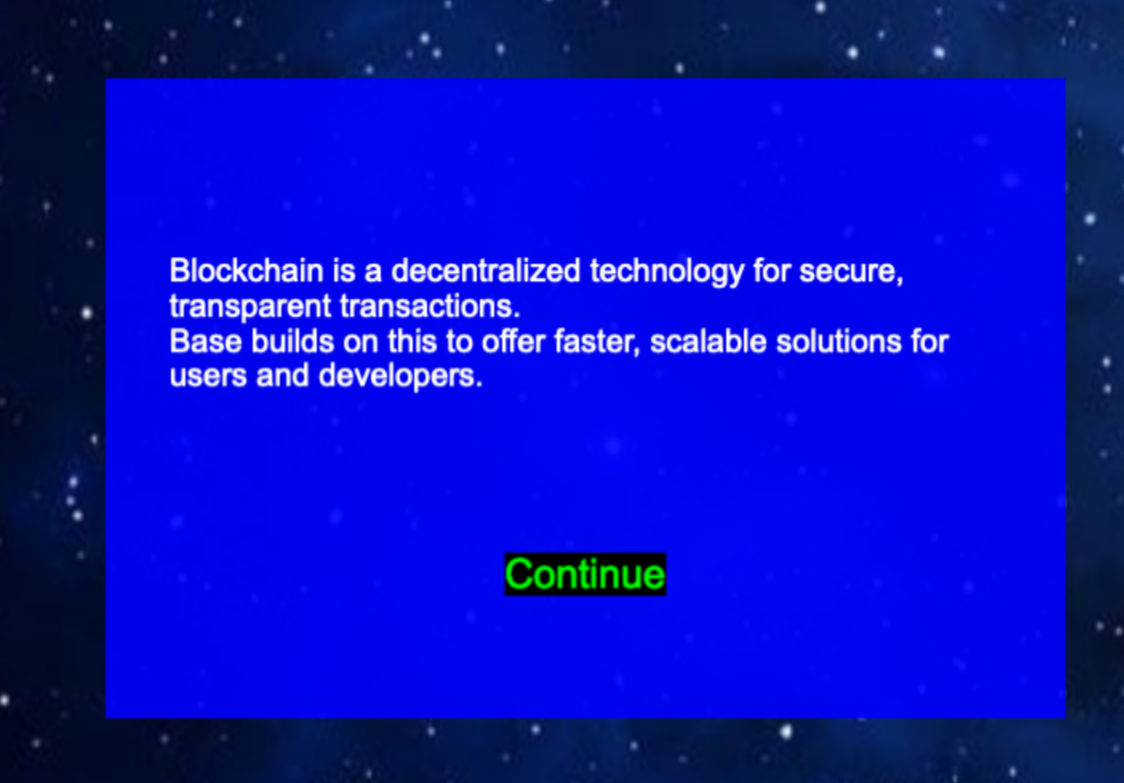 Blockchain is a decentralized technology for secure,
transparent transactions.
Base builds on this to offer faster, scalable solutions for
users and developers.
Continue